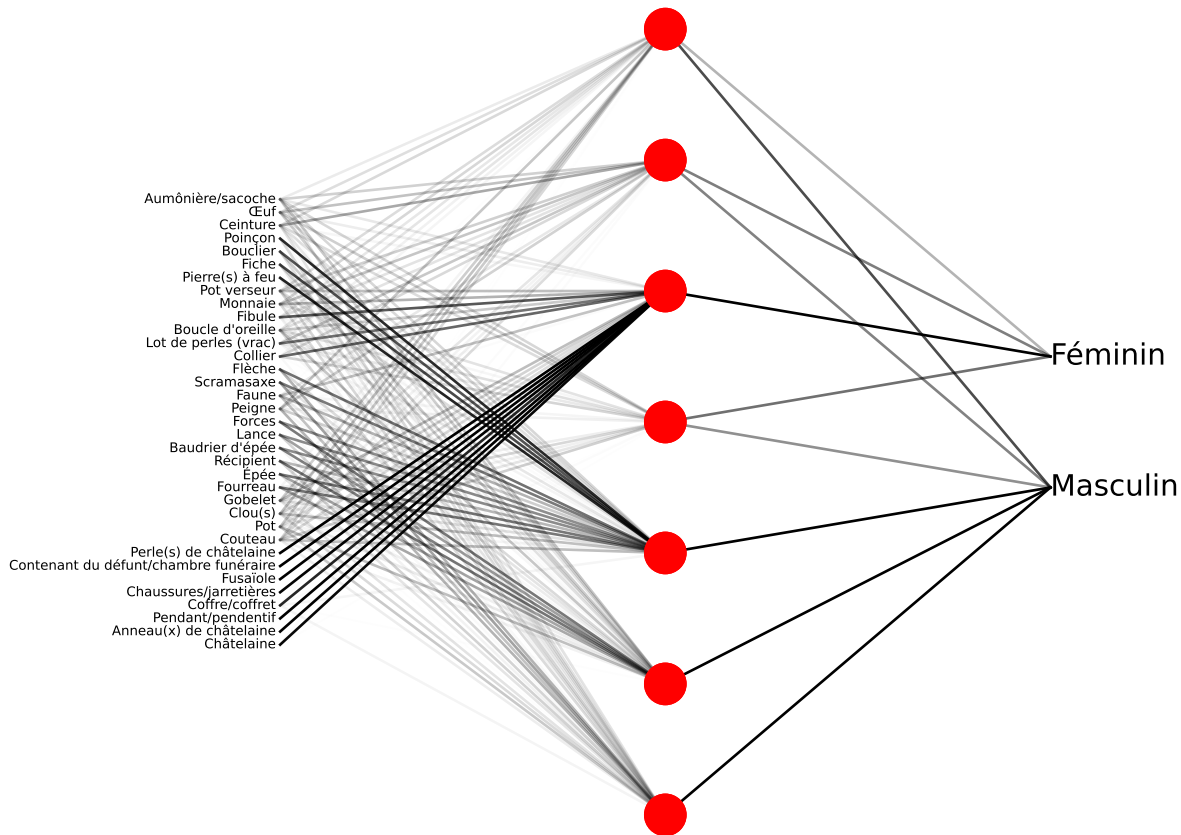 Aumônière/sacoche
Œuf
Ceinture
Poinçon
Bouclier
Fiche
Pierre(s) à feu
Pot verseur
Monnaie
Fibule
Boucle d'oreille
Lot de perles (vrac)
Collier
Flèche
Scramasaxe
Faune
Peigne
Forces
Lance
Baudrier d'épée
Récipient
Épée
Fourreau
Gobelet
Clou(s)
Pot
Couteau
Perle(s) de châtelaine
Contenant du défunt/chambre funéraire
Fusaïole
Chaussures/jarretières
Coffre/coffret
Pendant/pendentif
Anneau(x) de châtelaine
Châtelaine
Féminin
Masculin